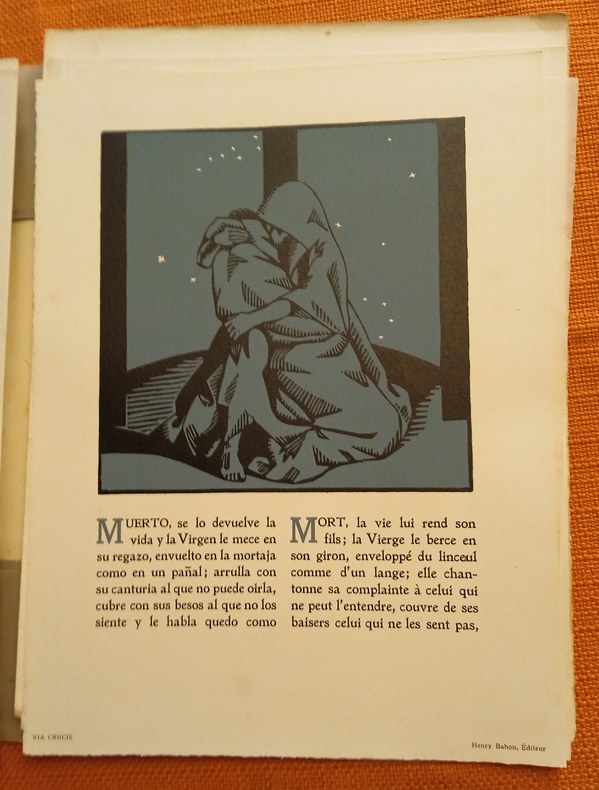 MUERTO, se lo devuelve la
vida y la Virgen le mece en
su regazo, envuelto en la mortaja
como en un pañal; arrulla con
su canturia al que no puede oirla,
cubre con sus besos al que no los
siente y le habla quedo como
MORT, la vie lui rend son
fils; la Vierge le berce en
son giron, enveloppé du linceul
comme d'un lange; elle chan-
tonne sa complainte à celui qui
ne peut l'entendre, couvre de ses
baisers celui qui ne les sent pas,
VIA CRUCIS
Henry Babou, Éditeur